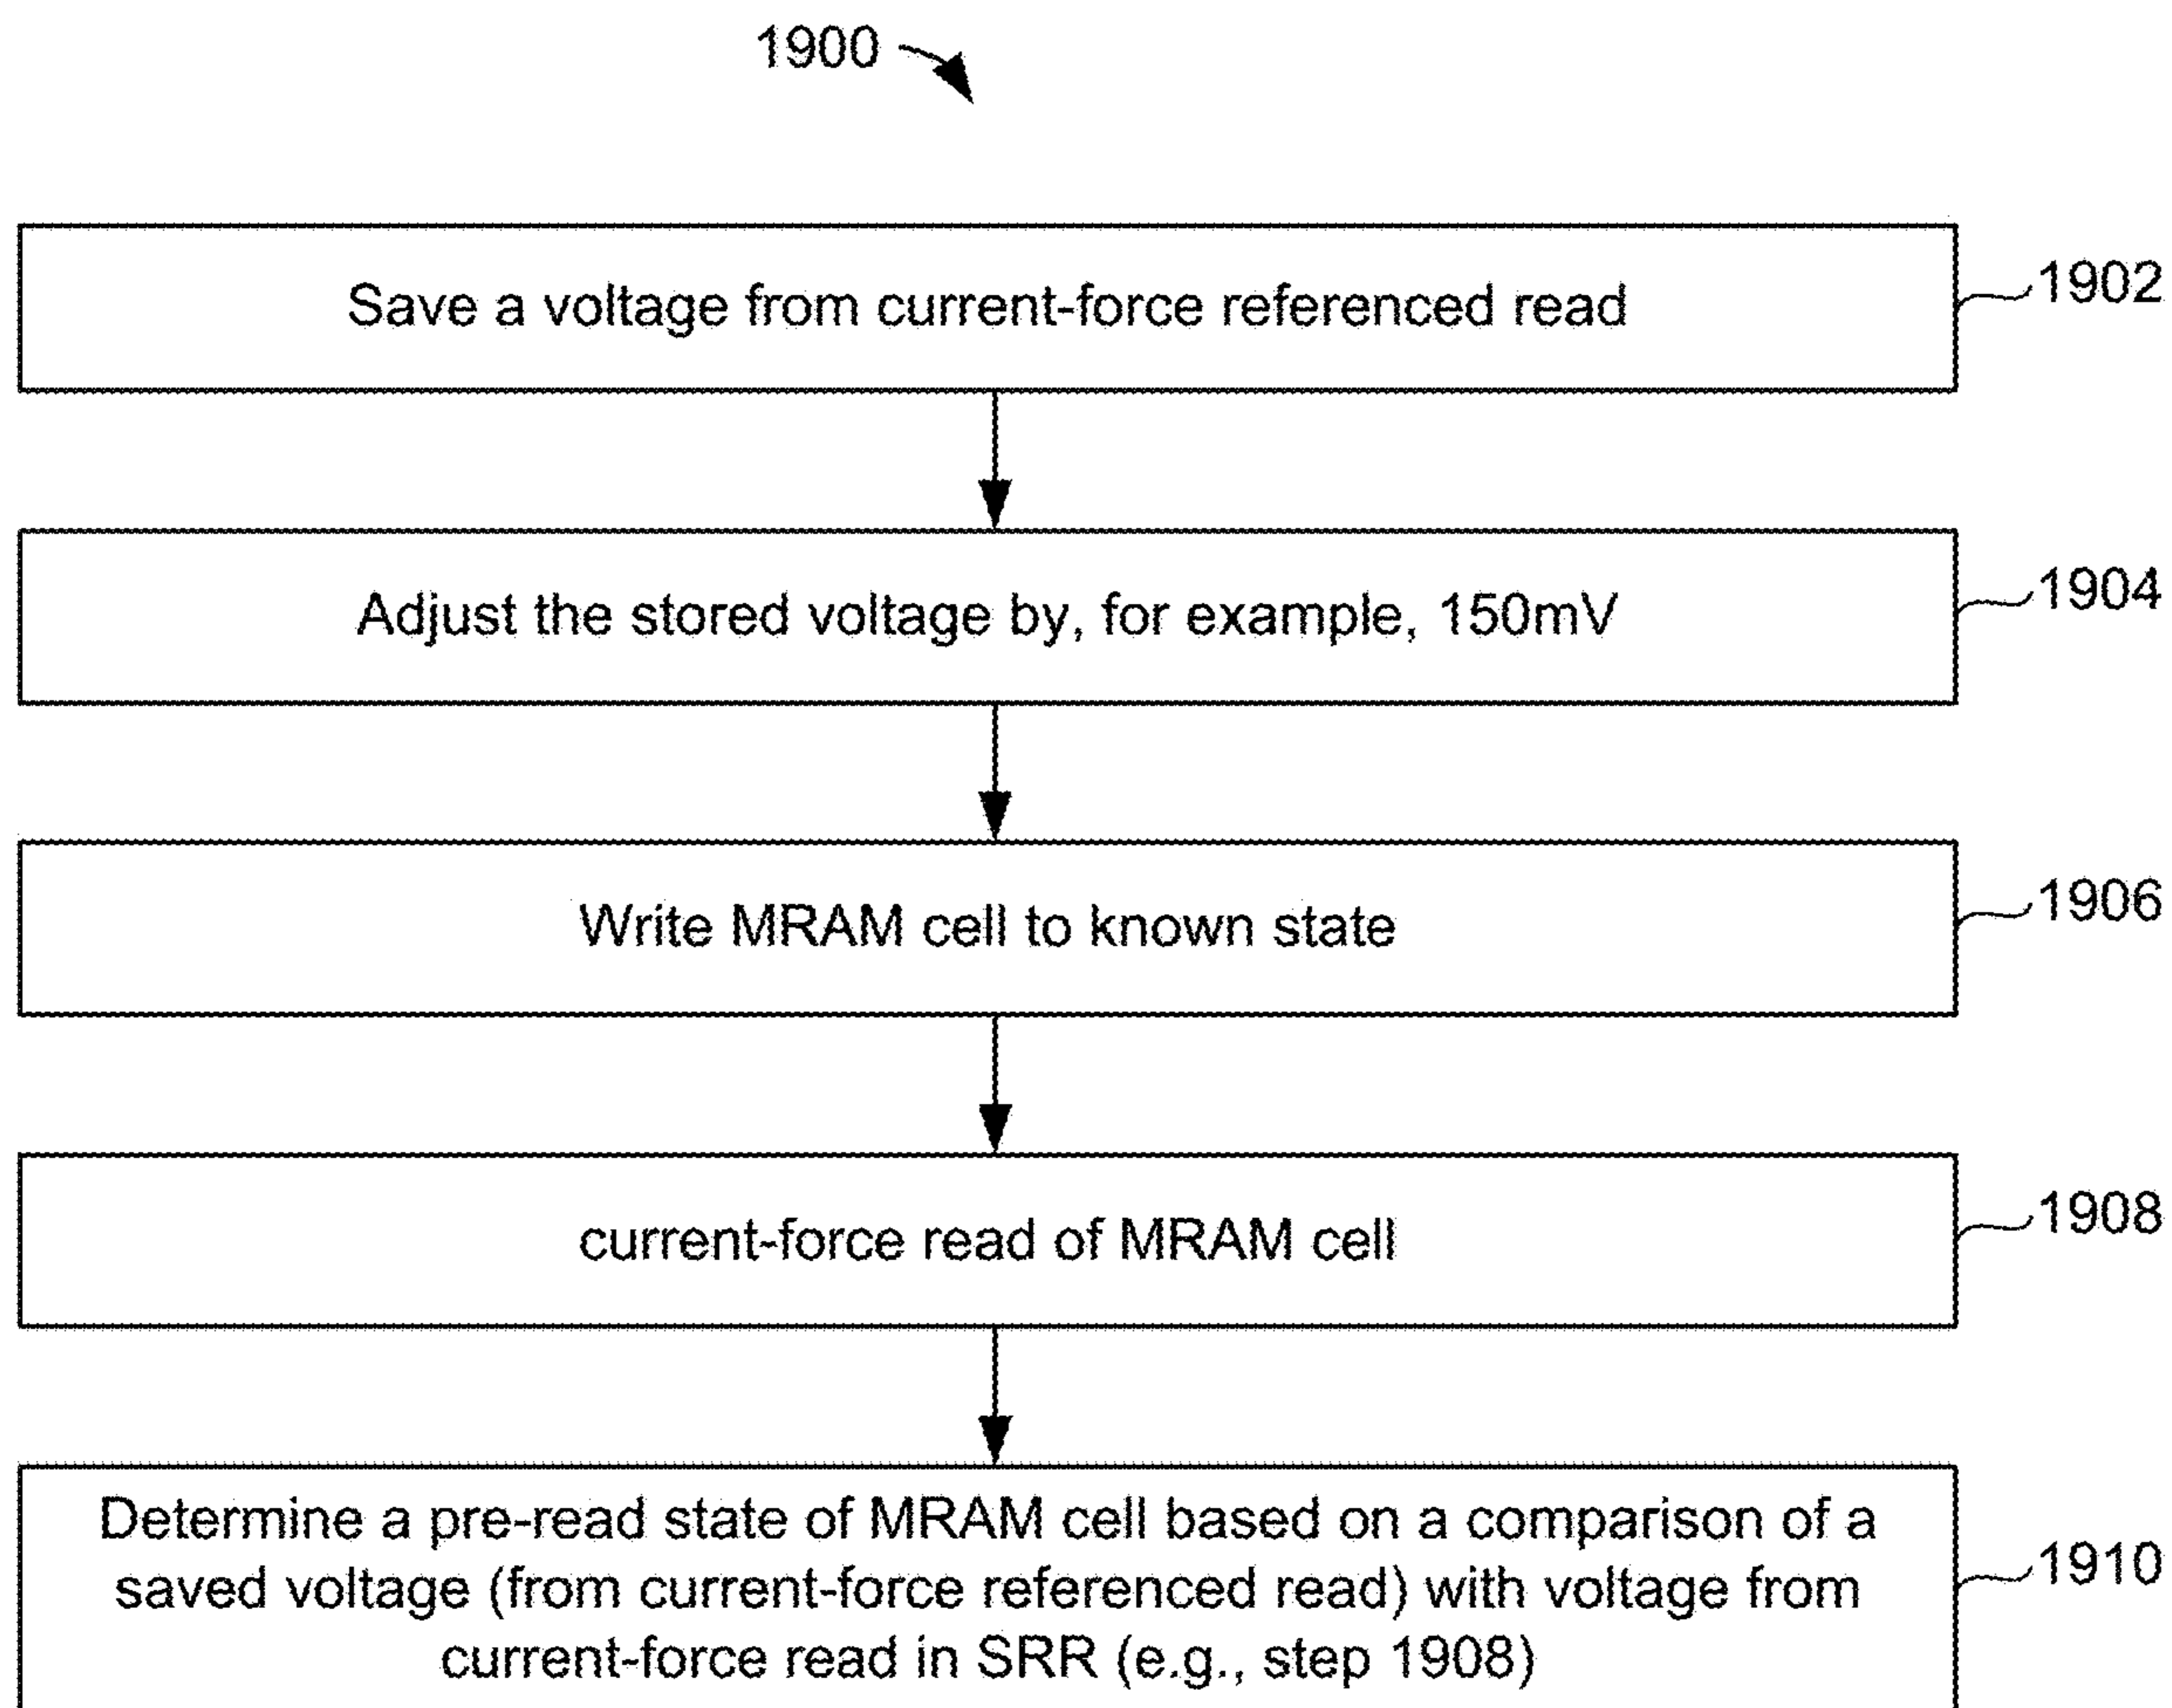 1900
Save a voltage from current-force referenced read
1902
Adjust the stored voltage by, for example, 150mV
1904
Write MRAM cell to known state
1906
current-force read of MRAM cell
1908
Determine a pre-read state of MRAM cell based on a comparison of a
saved voltage (from current-force referenced read) with voltage from
current-force read in SRR (e.g., step 1908)
1910